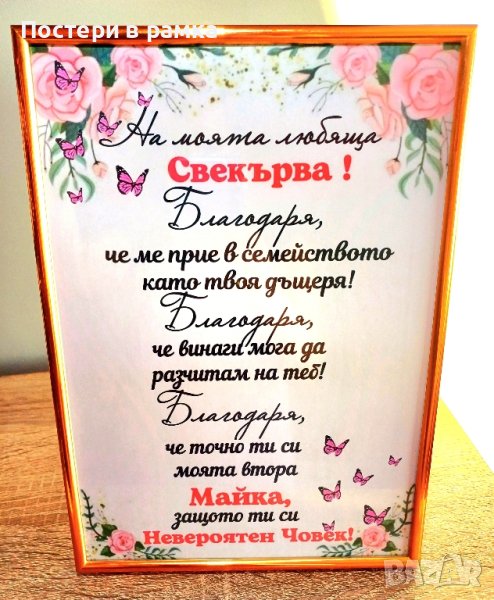 Постери в рамка
На моята любяща
Свекърва !
Благодаря,
че ме прие в семейството
като твоя дъщеря!
Благодаря,
че винаги мога да
разчитам на теб!
Благодаря,
че точно ти си
моята втора
Майка,
защото ти си
Невероятен Човек!
BAZAR